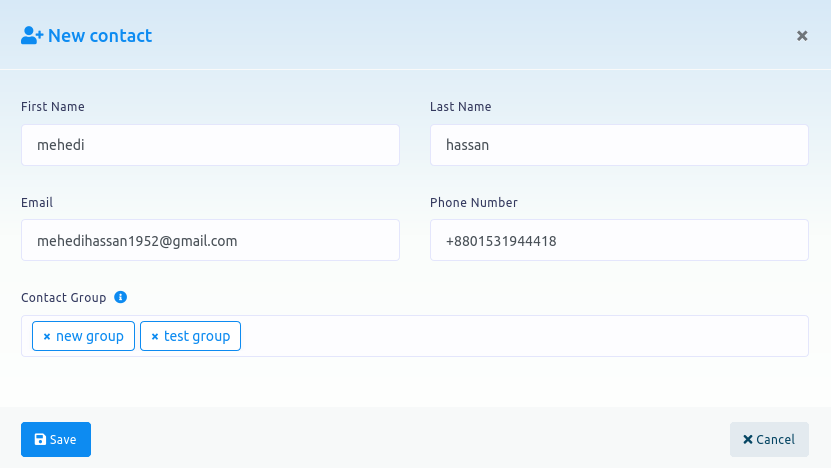 New contact ×
First Name Last Name
mehedi hassan
Email Phone Number
mehedihassan1952@gmail.com +8801531944418
Contact Group
× new group × test group
Save × Cancel